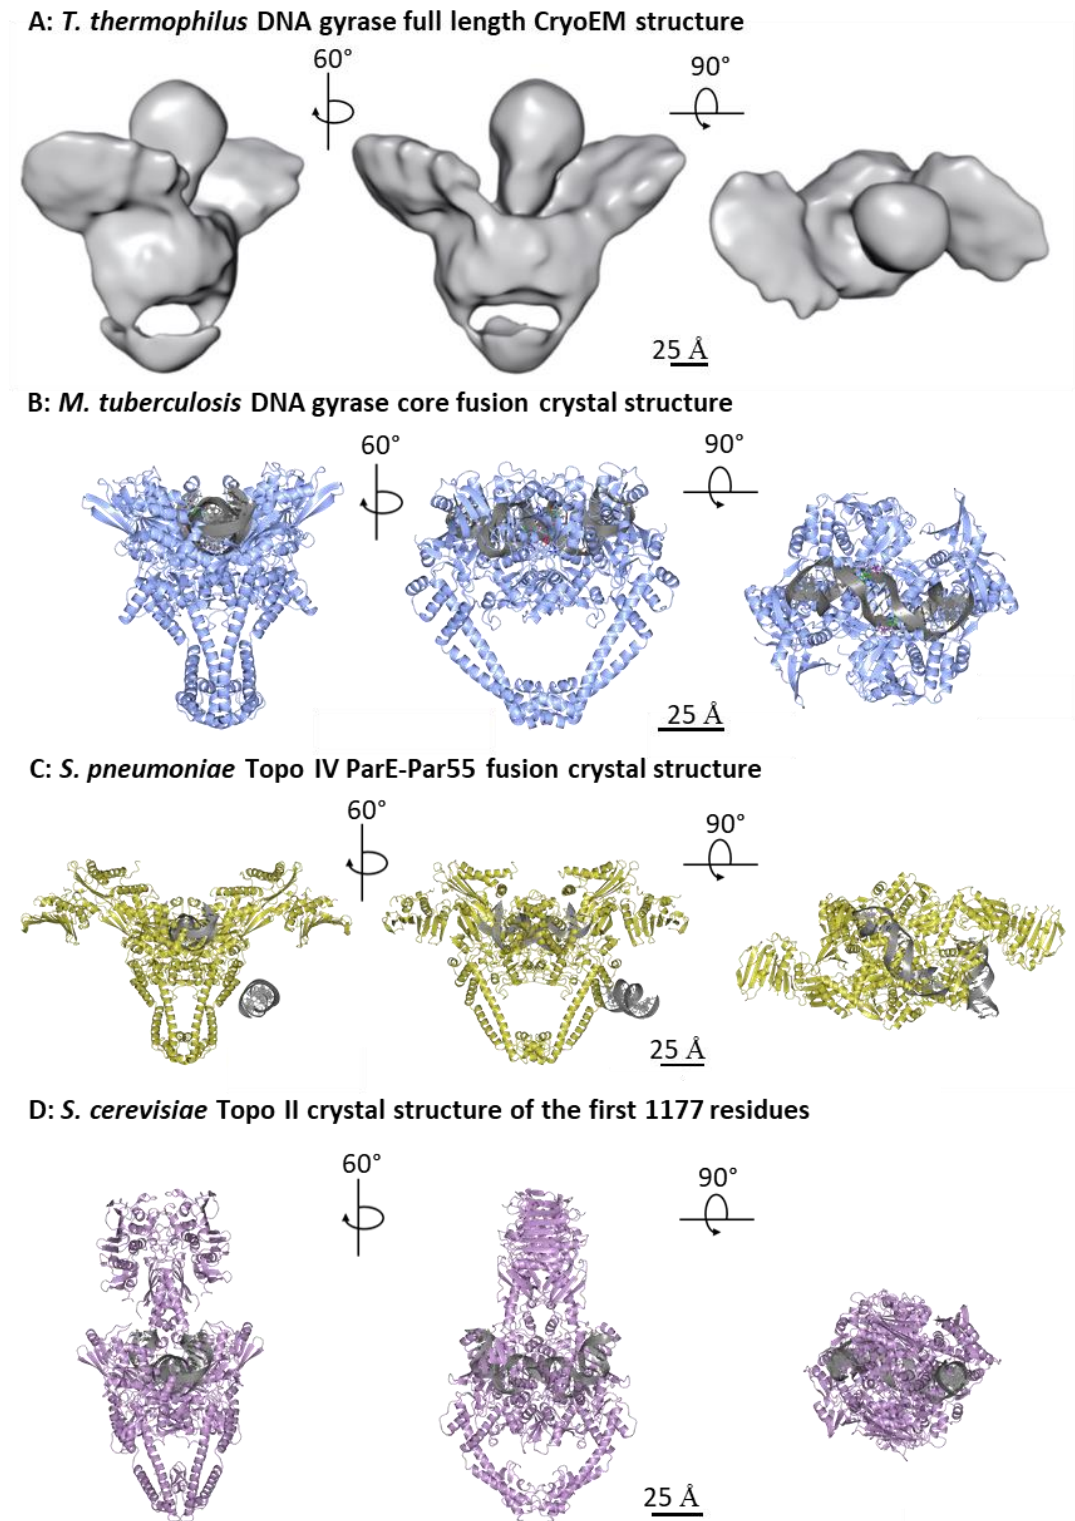 A: T. thermophilus DNA gyrase full length CryoEM structure
60°
90°
25 Å
B: M. tuberculosis DNA gyrase core fusion crystal structure
60°
90°
25 Å
C: S. pneumoniae Topo IV ParE-Par55 fusion crystal structure
60°
90°
25 Å
D: S. cerevisiae Topo II crystal structure of the first 1177 residues
60°
90°
25 Å